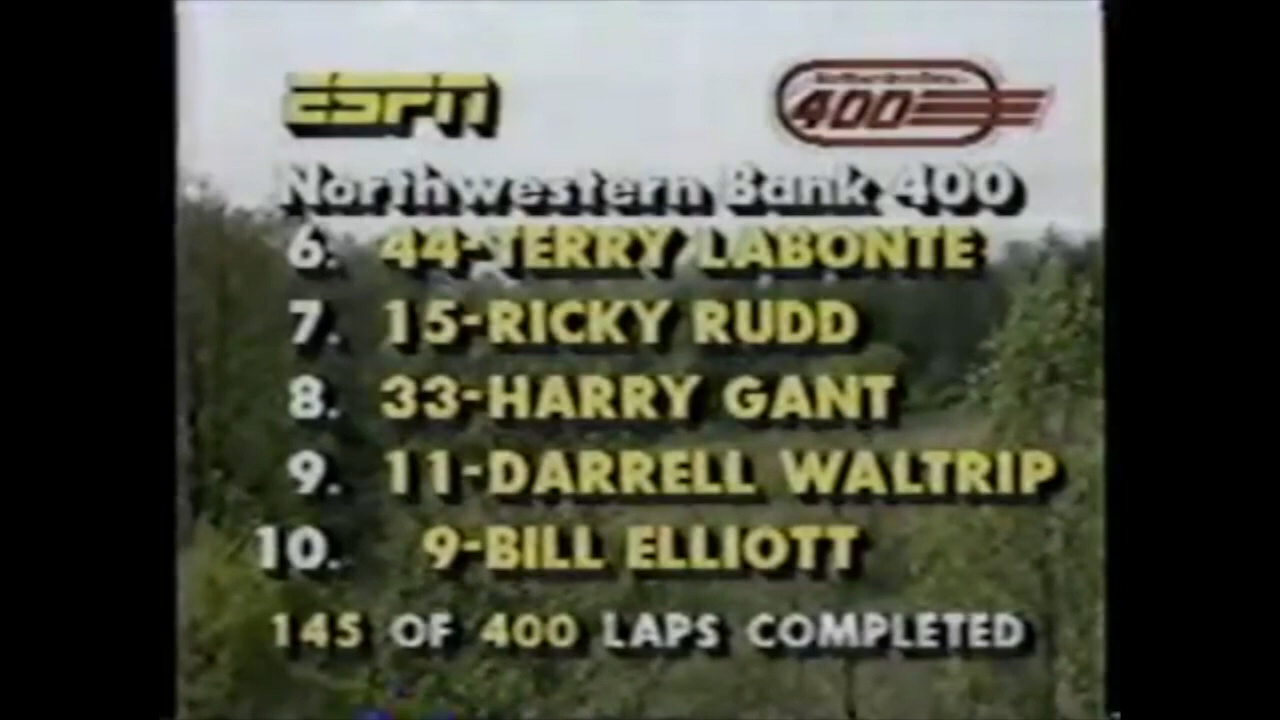 ESPN
400
Northwestern Bank 400
6. 44-TERRY LABONTE
7. 15-RICKY RUDD
8. 33-HARRY GANT
9. 11-DARRELL WALTRIP
10. 9-BILL ELLIOTT
145 OF 400 LAPS COMPLETED